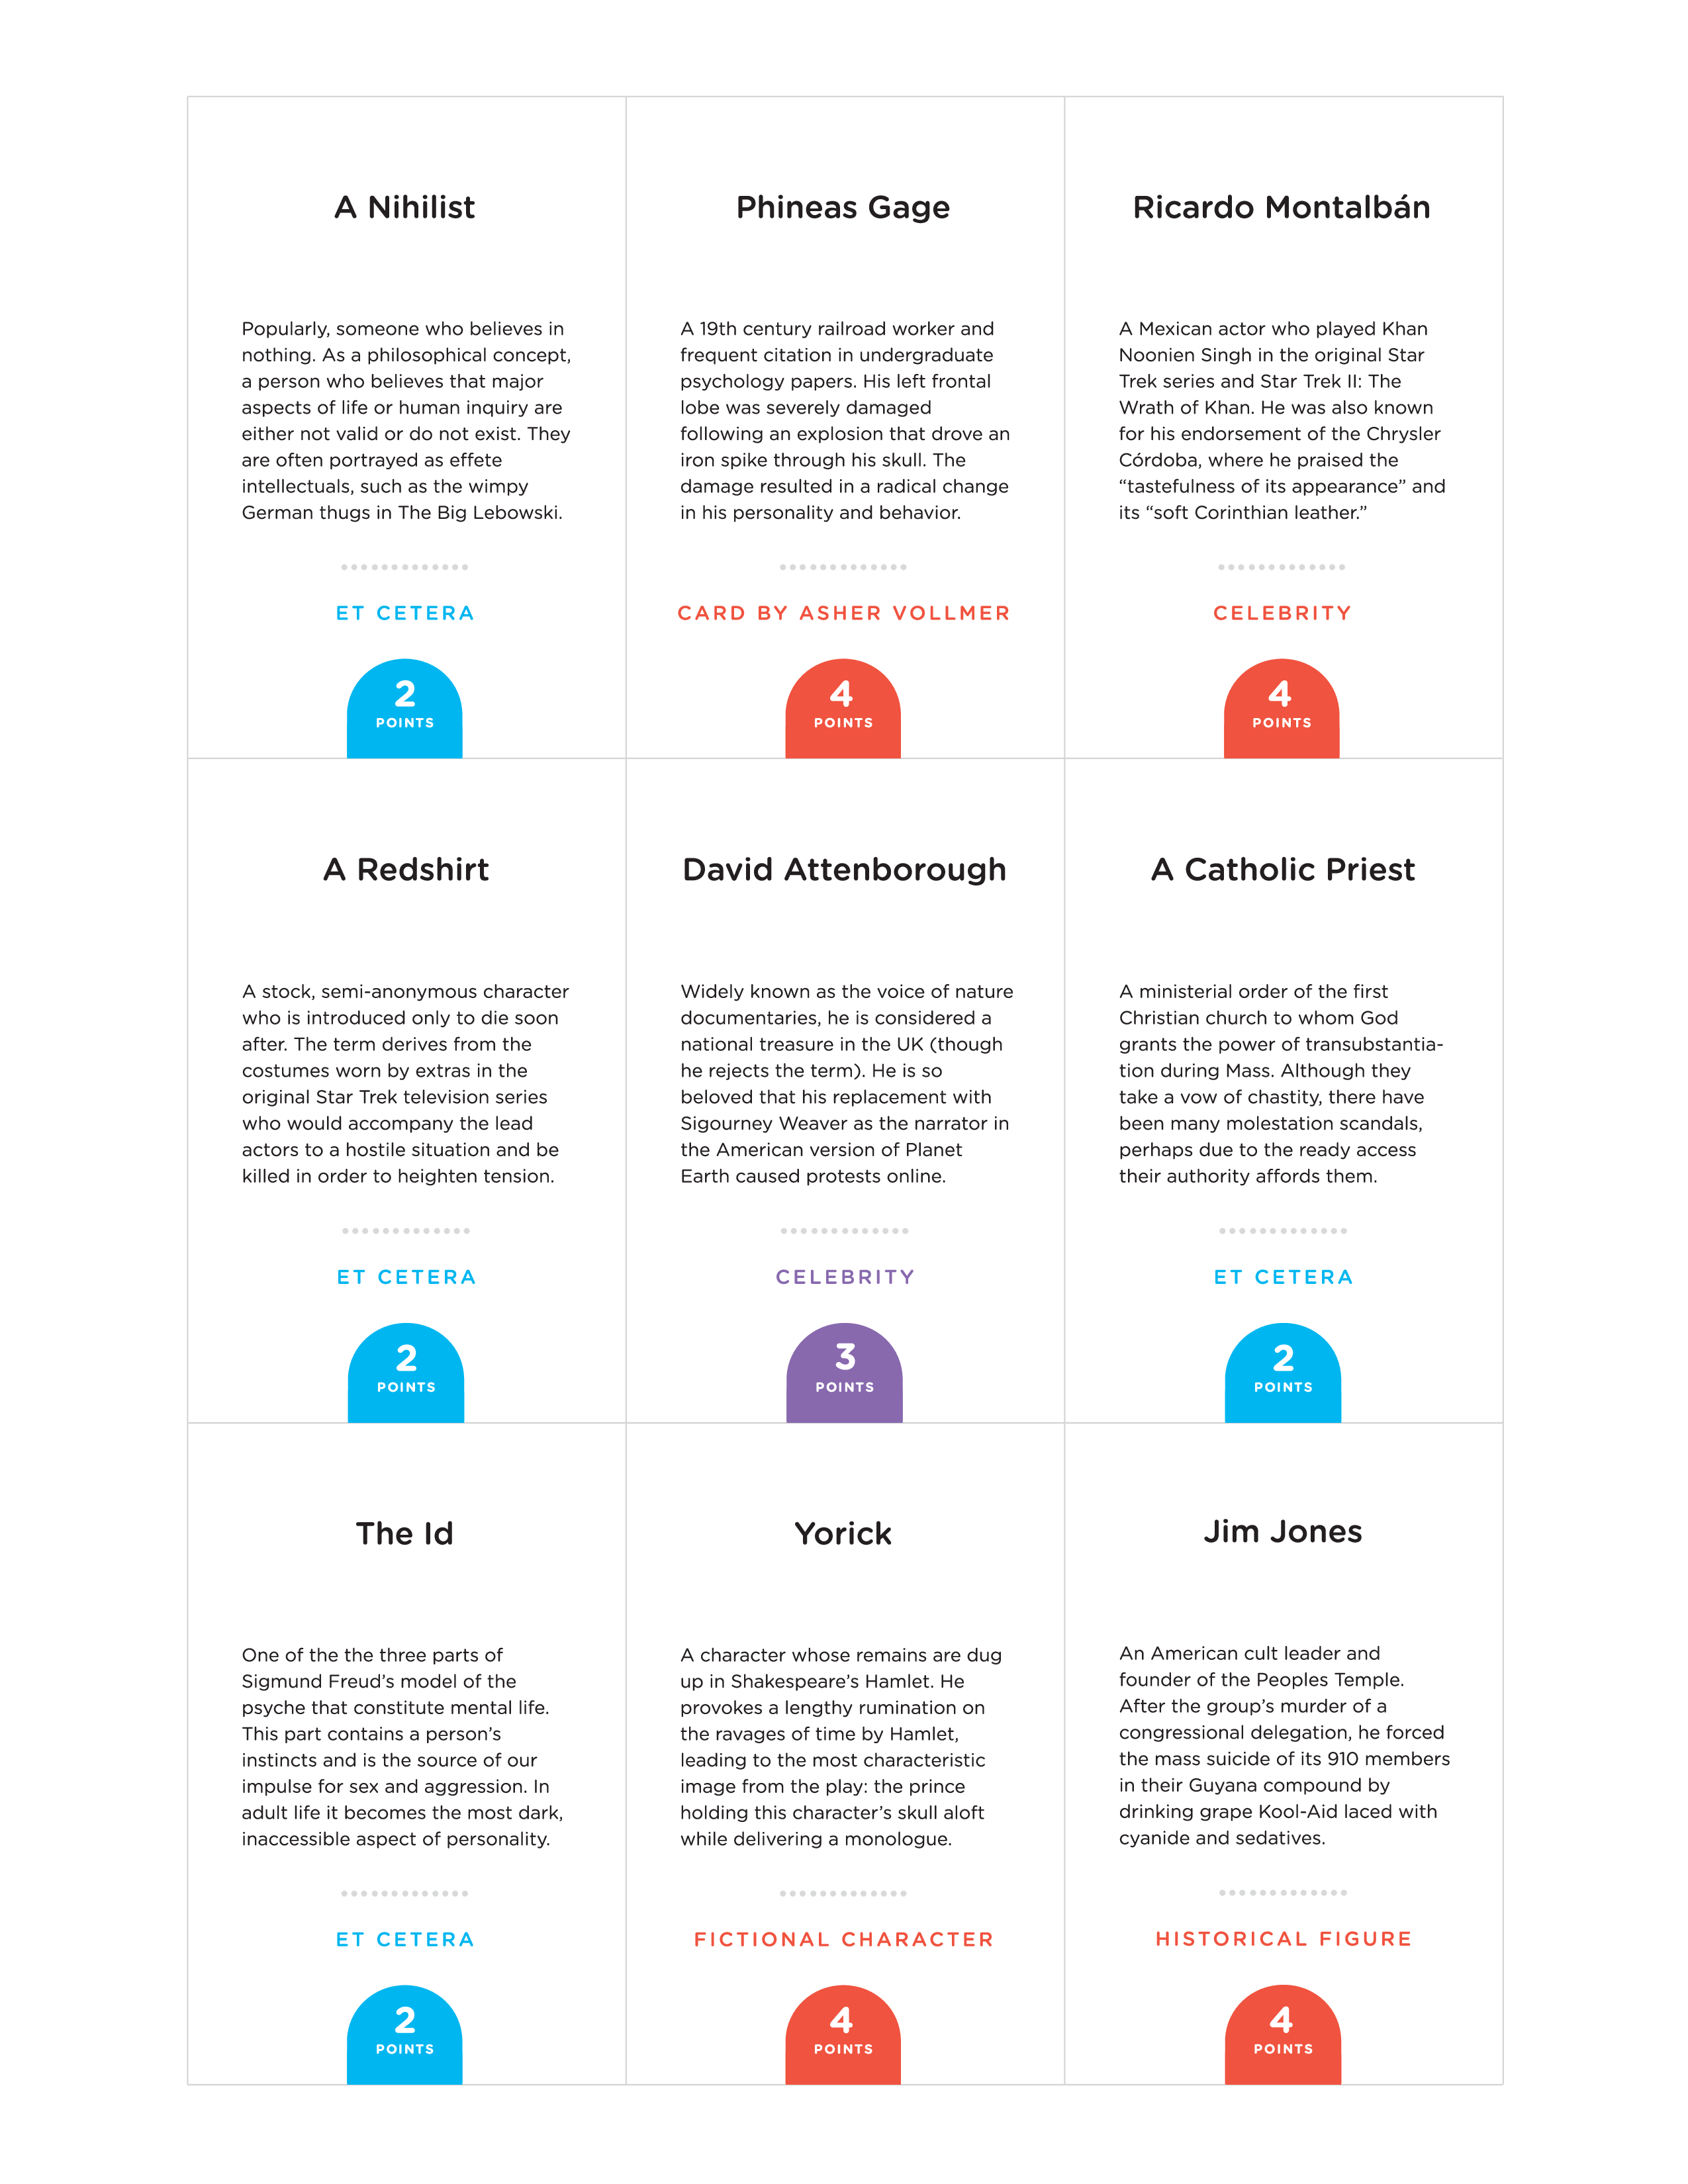 A Nihilist
Popularly, someone who believes in
nothing. As a philosophical concept,
a person who believes that major
aspects of life or human inquiry are
either not valid or do not exist. They
are often portrayed as effete
intellectuals, such as the wimpy
German thugs in The Big Lebowski.
ET CETERA
2
POINTS
Phineas Gage
A 19th century railroad worker and
frequent citation in undergraduate
psychology papers. His left frontal
lobe was severely damaged
following an explosion that drove an
iron spike through his skull. The
damage resulted in a radical change
in his personality and behavior.
CARD BY ASHER VOLLMER
4
POINTS
Ricardo Montalbán
A Mexican actor who played Khan
Noonien Singh in the original Star
Trek series and Star Trek II: The
Wrath of Khan. He was also known
for his endorsement of the Chrysler
Córdoba, where he praised the
“tastefulness of its appearance” and
its “soft Corinthian leather.”
CELEBRITY
4
POINTS
A Redshirt
A stock, semi-anonymous character
who is introduced only to die soon
after. The term derives from the
costumes worn by extras in the
original Star Trek television series
who would accompany the lead
actors to a hostile situation and be
killed in order to heighten tension.
ET CETERA
2
POINTS
David Attenborough
Widely known as the voice of nature
documentaries, he is considered a
national treasure in the UK (though
he rejects the term). He is so
beloved that his replacement with
Sigourney Weaver as the narrator in
the American version of Planet
Earth caused protests online.
CELEBRITY
3
POINTS
A Catholic Priest
A ministerial order of the first
Christian church to whom God
grants the power of transubstantia-
tion during Mass. Although they
take a vow of chastity, there have
been many molestation scandals,
perhaps due to the ready access
their authority affords them.
ET CETERA
2
POINTS
The Id
One of the the three parts of
Sigmund Freud’s model of the
psyche that constitute mental life.
This part contains a person’s
instincts and is the source of our
impulse for sex and aggression. In
adult life it becomes the most dark,
inaccessible aspect of personality.
ET CETERA
2
POINTS
Yorick
A character whose remains are dug
up in Shakespeare’s Hamlet. He
provokes a lengthy rumination on
the ravages of time by Hamlet,
leading to the most characteristic
image from the play: the prince
holding this character’s skull aloft
while delivering a monologue.
FICTIONAL CHARACTER
4
POINTS
Jim Jones
An American cult leader and
founder of the Peoples Temple.
After the group’s murder of a
congressional delegation, he forced
the mass suicide of its 910 members
in their Guyana compound by
drinking grape Kool-Aid laced with
cyanide and sedatives.
HISTORICAL FIGURE
4
POINTS